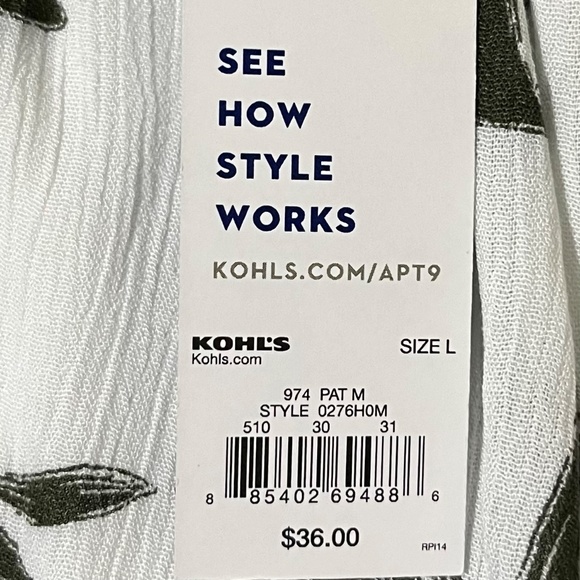 SEE
HOW
STYLE
WORKS
KOHLS.COM/APT9
KOHL'S SIZE L
Kohls.com
974 PAT M
STYLE 0276H0M
510 30 31
8 85402 69488 6
$36.00
RPI14